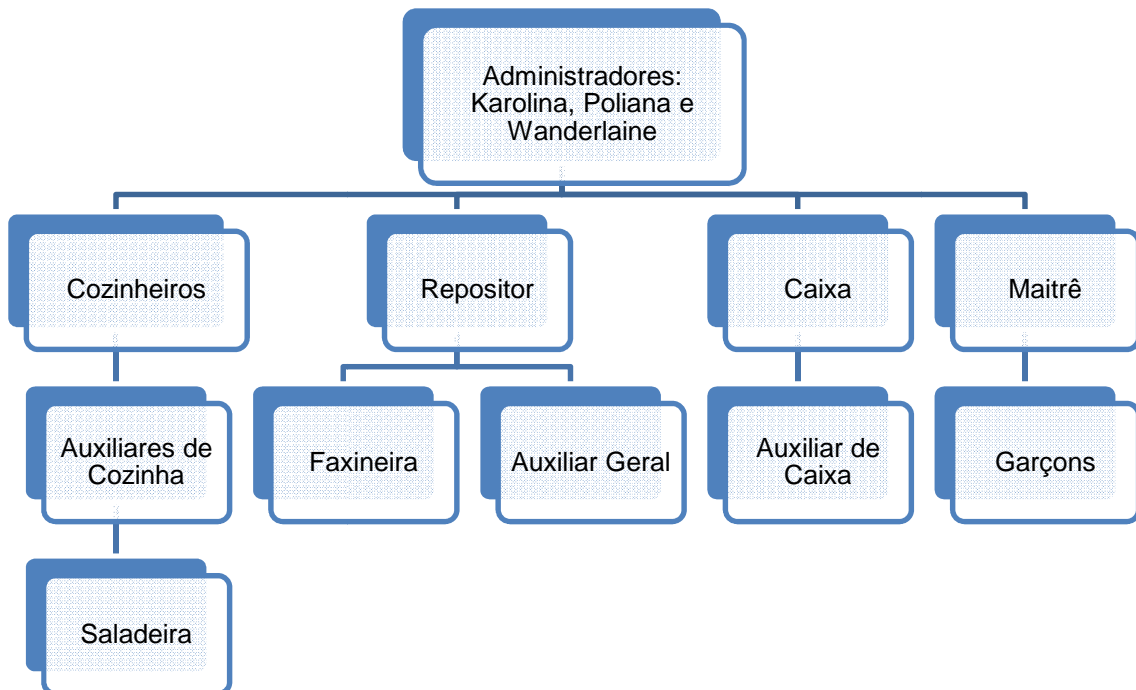 Administradores:
Karolina, Poliana e
Wanderlaine
Cozinheiros
Repositor
Caixa
Maitrê
Auxiliares de
Cozinha
Faxineira
Auxiliar Geral
Auxiliar de
Caixa
Garçons
Saladeira